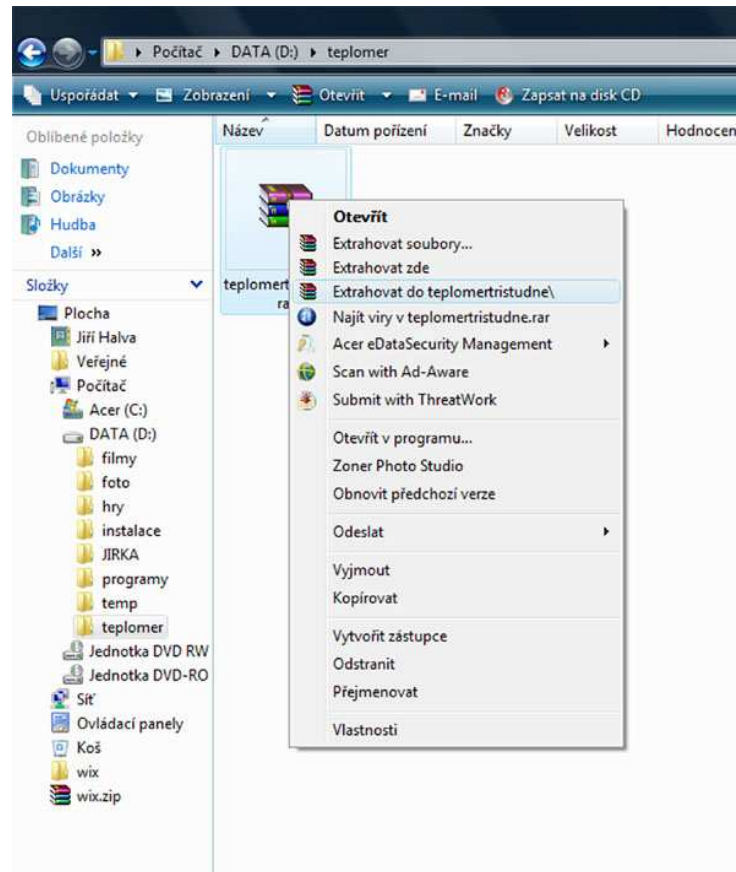 Počítač ▸ DATA (D:) ▸ teplomer
Uspořádat Zobrazení Otevřít E-mail Zapsat na disk CD
Oblíbené položky
Dokumenty
Obrázky
Hudba
Další »
Složky
Plocha
Jiří Halva
Veřejné
Počítač
Acer (C:)
DATA (D:)
filmy
foto
hry
instalace
JIRKA
programy
temp
teplomer
Jednotka DVD RW
Jednotka DVD-RO
Síť
Ovládací panely
Koš
wix
wix.zip
Název Datum pořízení Značky Velikost Hodnocen
teplomert
ra
Otevřít
Extrahovat soubory...
Extrahovat zde
Extrahovat do teplomertristudne\
Najít viry v teplomertristudne.rar
Acer eDataSecurity Management
Scan with Ad-Aware
Submit with ThreatWork
Otevřít v programu...
Zoner Photo Studio
Obnovit předchozí verze
Odeslat
Vyjmout
Kopírovat
Vytvořit zástupce
Odstranit
Přejmenovat
Vlastnosti